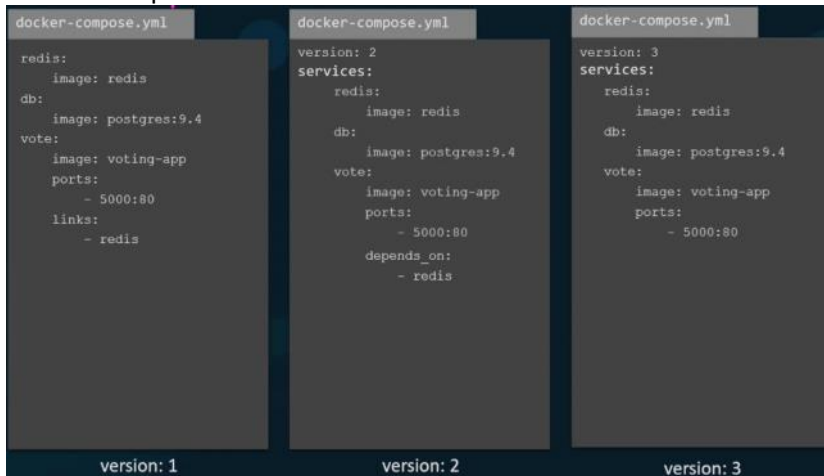 docker-compose.yml
redis:
image: redis
db:
image: postgres:9.4
vote:
image: voting-app
ports:
- 5000:80
links:
- redis
version: 1
docker-compose.yml
version: 2
services:
redis:
image: redis
db:
image: postgres:9.4
vote:
image: voting-app
ports:
- 5000:80
depends_on:
- redis
version: 2
docker-compose.yml
version: 3
services:
redis:
image: redis
db:
image: postgres:9.4
vote:
image: voting-app
ports:
- 5000:80
version: 3